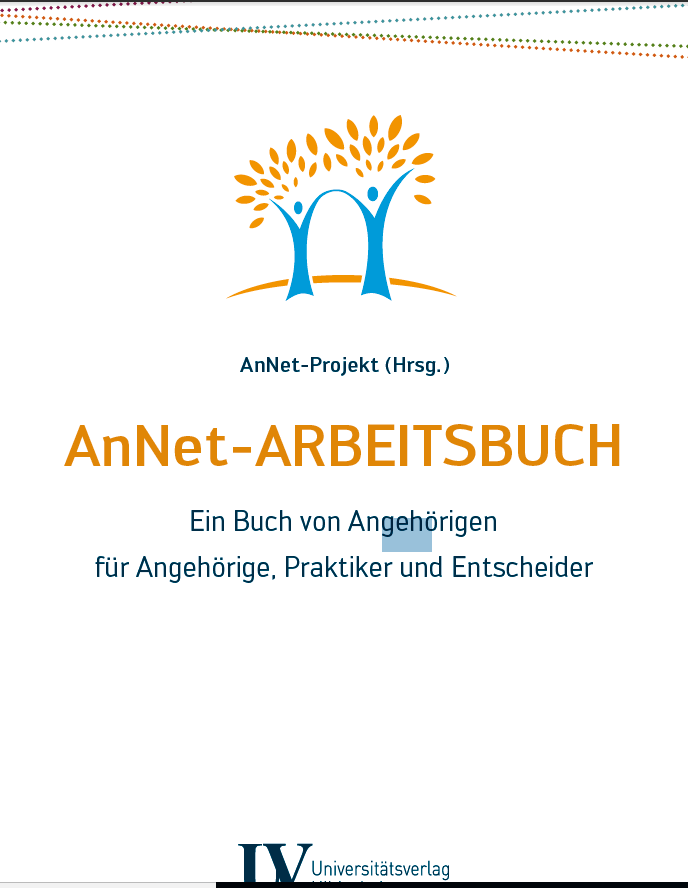 AnNet-Projekt (Hrsg.)
AnNet-ARBEITSBUCH
Ein Buch von Angehörigen
für Angehörige, Praktiker und Entscheider
Universitätsverlag